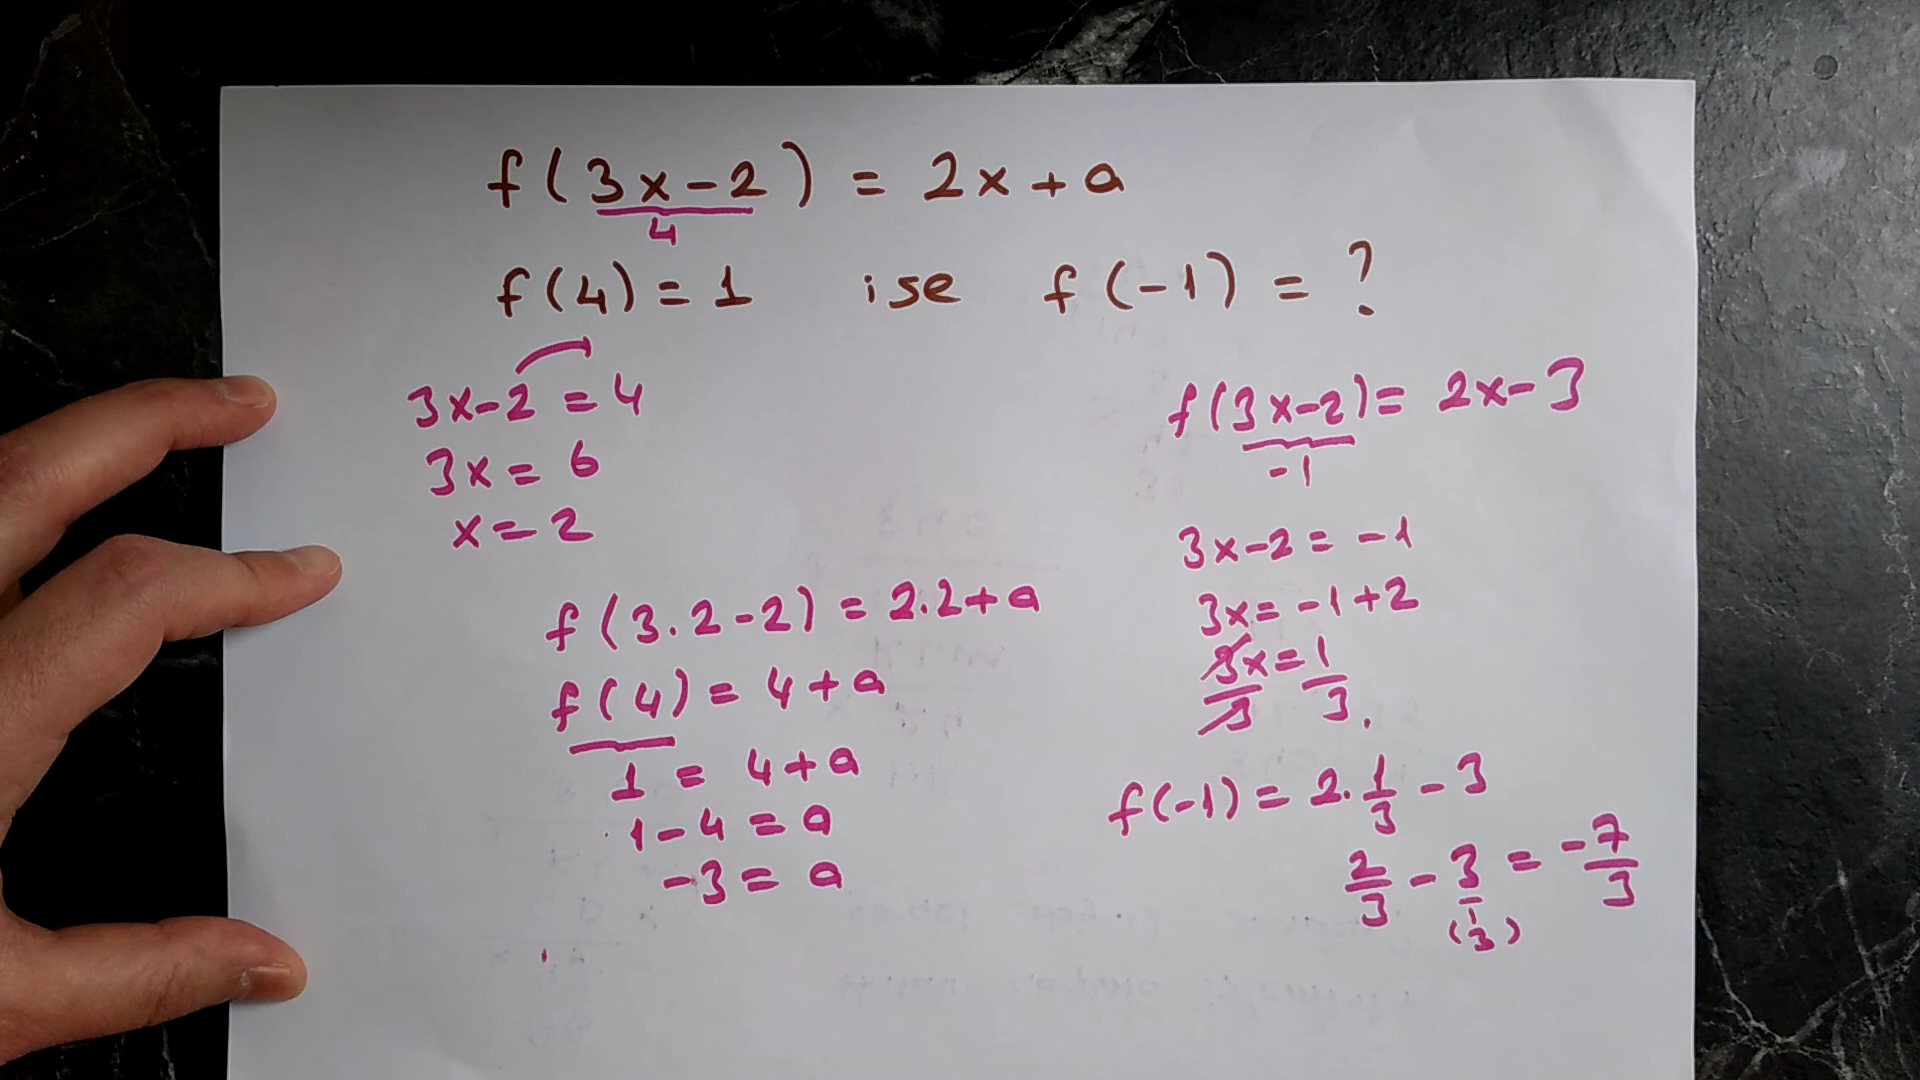 f(3x-2) = 2x+a
4
f(4) = 1 ise f(-1) = ?
3x-2 = 4
3x = 6
x = 2
f(3.2-2) = 2.2+a
f(4) = 4+a
1 = 4+a
1-4 = a
-3 = a
f(3x-2) = 2x-3
-1
3x-2 = -1
3x = -1+2
3x/3 = 1/3.
f(-1) = 2.1/3 - 3
2/3 - 3/1 = -7/3
(3)